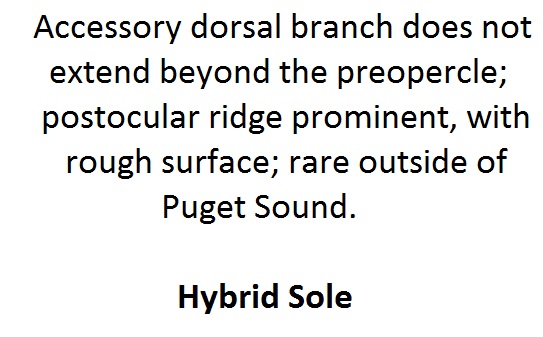 Accessory dorsal branch does not
extend beyond the preopercle;
postocular ridge prominent, with
rough surface; rare outside of
Puget Sound.
Hybrid Sole